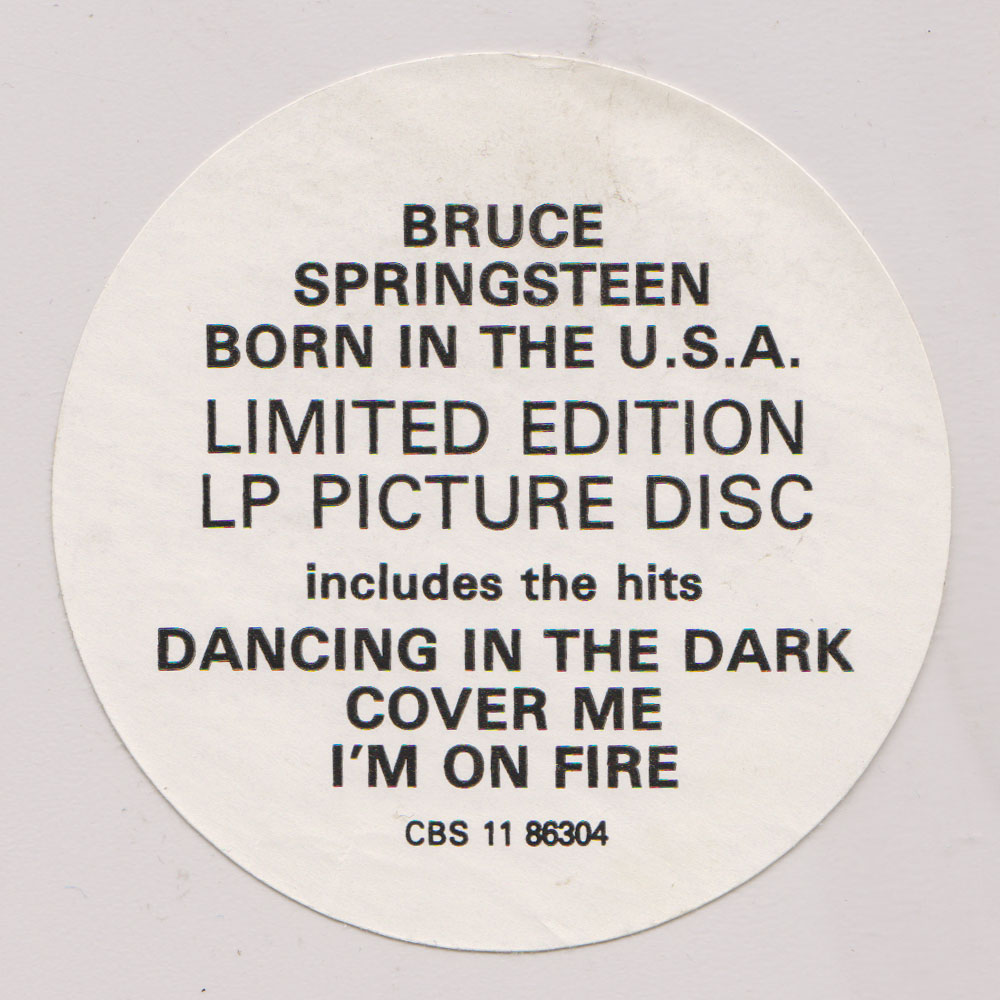 BRUCE
SPRINGSTEEN
BORN IN THE U.S.A.
LIMITED EDITION
LP PICTURE DISC
includes the hits
DANCING IN THE DARK
COVER ME
I'M ON FIRE
CBS 11 86304